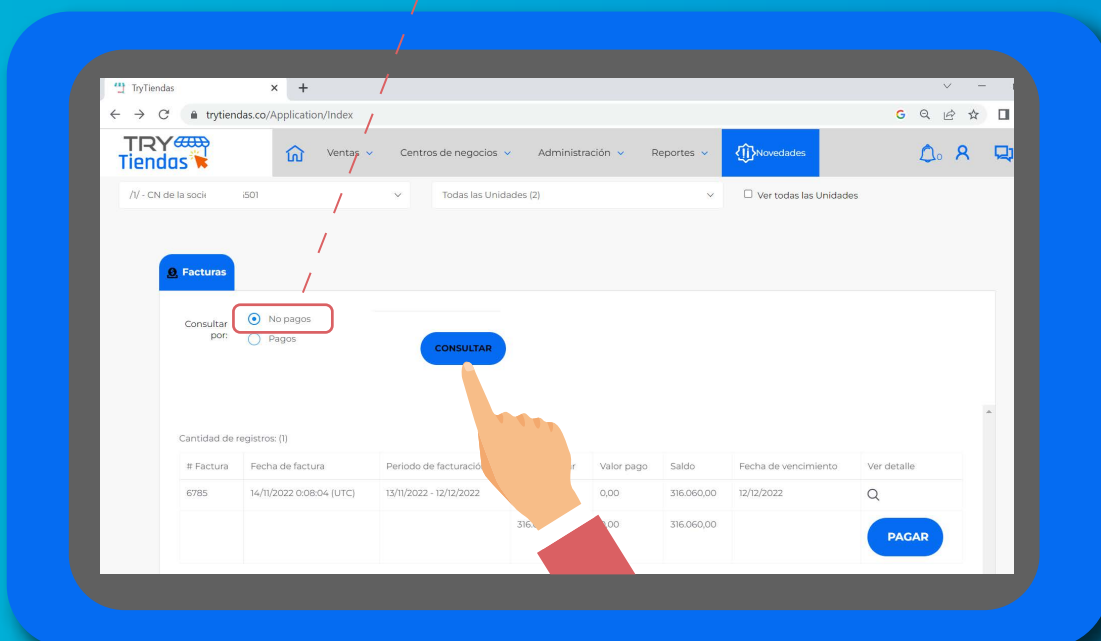 TryTiendas
trytiendas.co/Application/Index
TRY
Tiendas
Ventas
Centros de negocios
Administración
Reportes
Novedades
0
/1/ - CN de la socie
501
Todas las Unidades (2)
Ver todas las Unidades
Facturas
Consultar
por:
No pagos
Pagos
CONSULTAR
Cantidad de registros: (1)
# Factura Fecha de factura Periodo de facturació Valor pago Saldo Fecha de vencimiento Ver detalle
6785 14/11/2022 0:08:04 (UTC) 13/11/2022 - 12/12/2022 0,00 316.060,00 12/12/2022
316.060,00
PAGAR